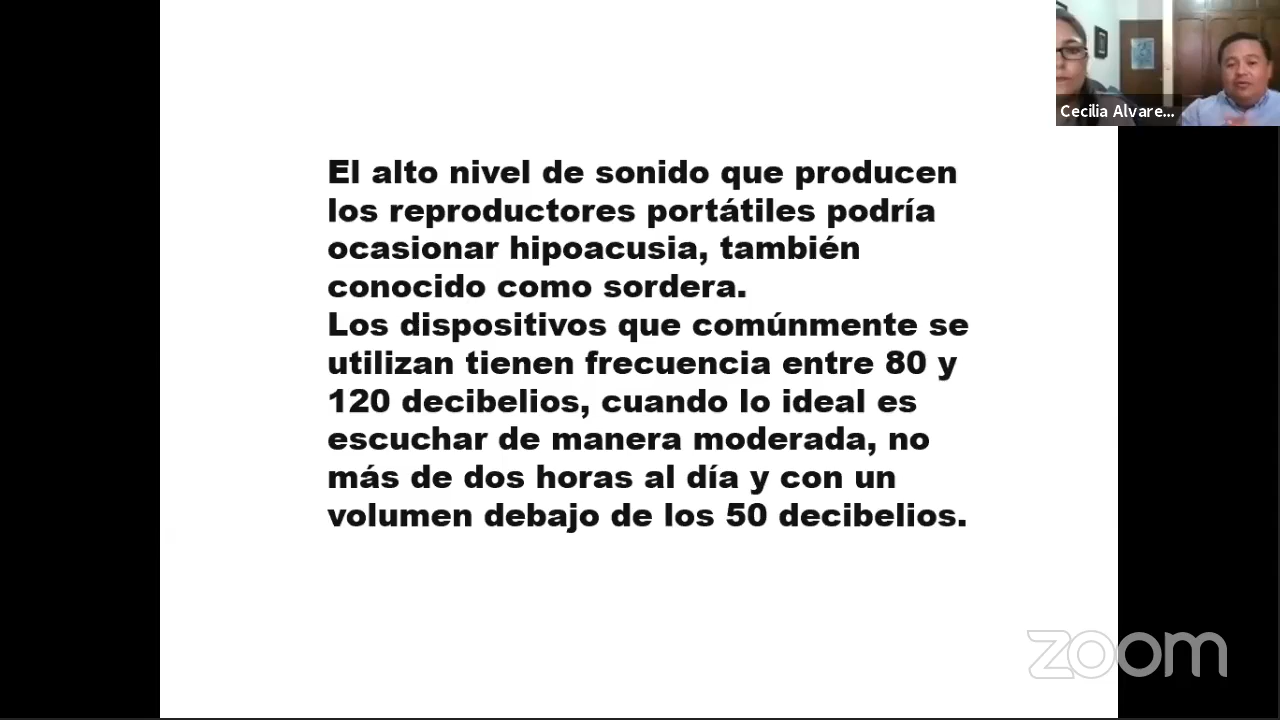 Cecilia Alvare...
El alto nivel de sonido que producen
los reproductores portátiles podría
ocasionar hipoacusia, también
conocido como sordera.
Los dispositivos que comúnmente se
utilizan tienen frecuencia entre 80 y
120 decibelios, cuando lo ideal es
escuchar de manera moderada, no
más de dos horas al día y con un
volumen debajo de los 50 decibelios.
zoom